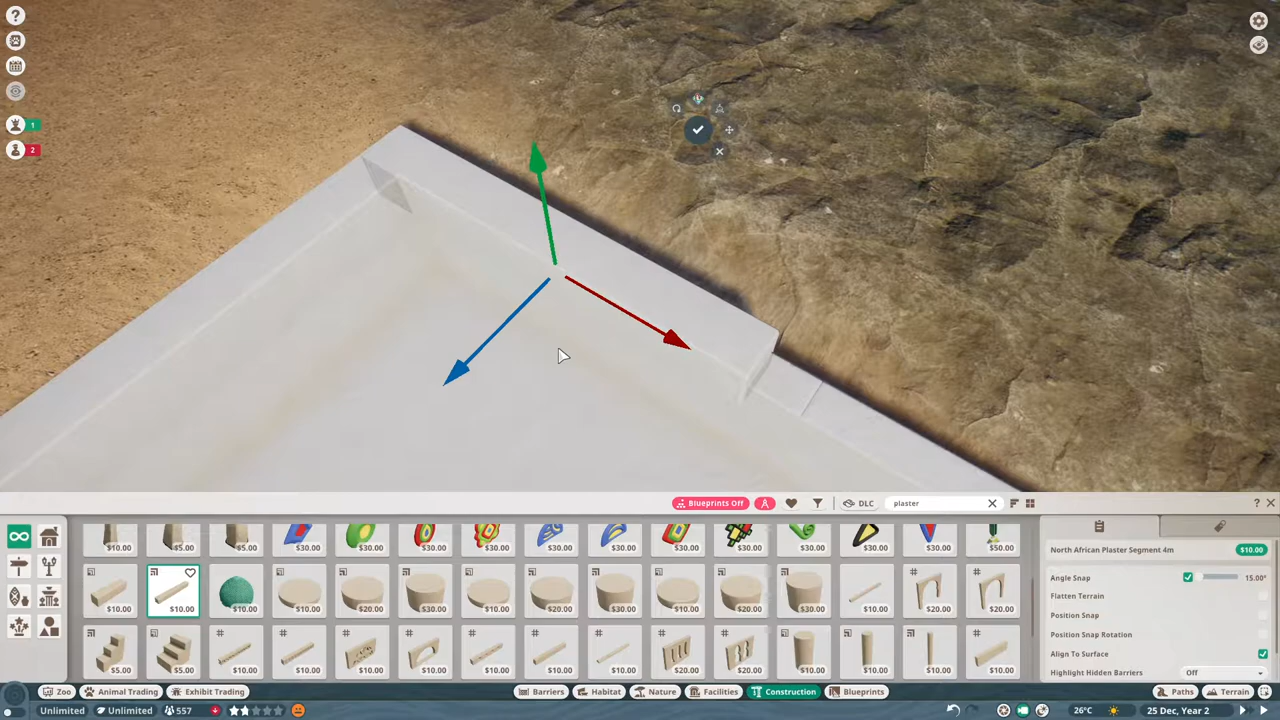 ?
1
2
Blueprints Off
DLC
plaster
?
$10.00 $5.00 $5.00 $30.00 $30.00 $30.00 $30.00 $30.00 $30.00 $30.00 $30.00 $30.00 $30.00 $30.00 $50.00
$10.00 $10.00 $10.00 $10.00 $20.00 $30.00 $10.00 $20.00 $30.00 $10.00 $20.00 $30.00 $10.00 $20.00 $20.00
$5.00 $5.00 $10.00 $10.00 $10.00 $10.00 $10.00 $10.00 $10.00 $20.00 $20.00 $10.00 $10.00 $10.00 $10.00
North African Plaster Segment 4m $10.00
Angle Snap 15.00°
Flatten Terrain
Position Snap
Position Snap Rotation
Align To Surface
Highlight Hidden Barriers Off
Zoo Animal Trading Exhibit Trading Barriers Habitat Nature Facilities Construction Blueprints Paths Terrain
Unlimited Unlimited 557 26°C 25 Dec, Year 2